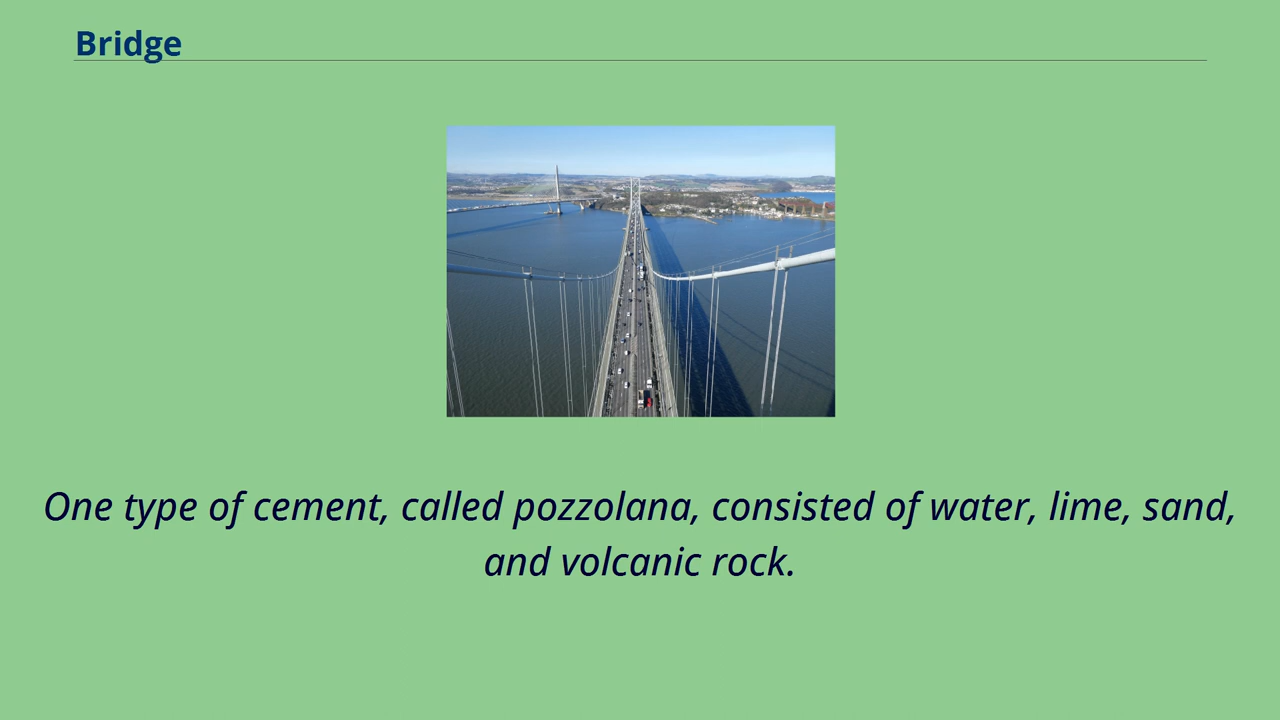 Bridge
One type of cement, called pozzolana, consisted of water, lime, sand,
and volcanic rock.